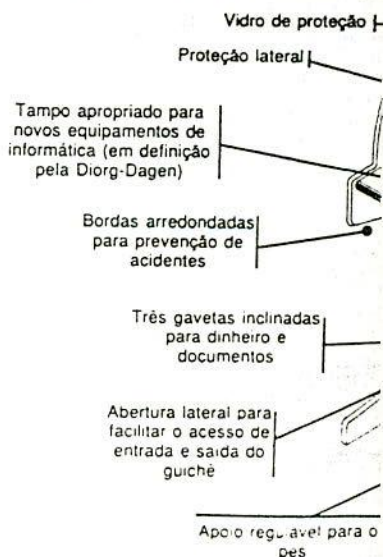 Vidro de proteção
Proteção lateral
Tampo apropriado para
novos equipamentos de
informática (em definição
pela Diorg-Dagen)
Bordas arredondadas
para prevenção de
acidentes
Três gavetas inclinadas
para dinheiro e
documentos
Abertura lateral para
facilitar o acesso de
entrada e saída do
guichê
Apoio regulável para o
pés